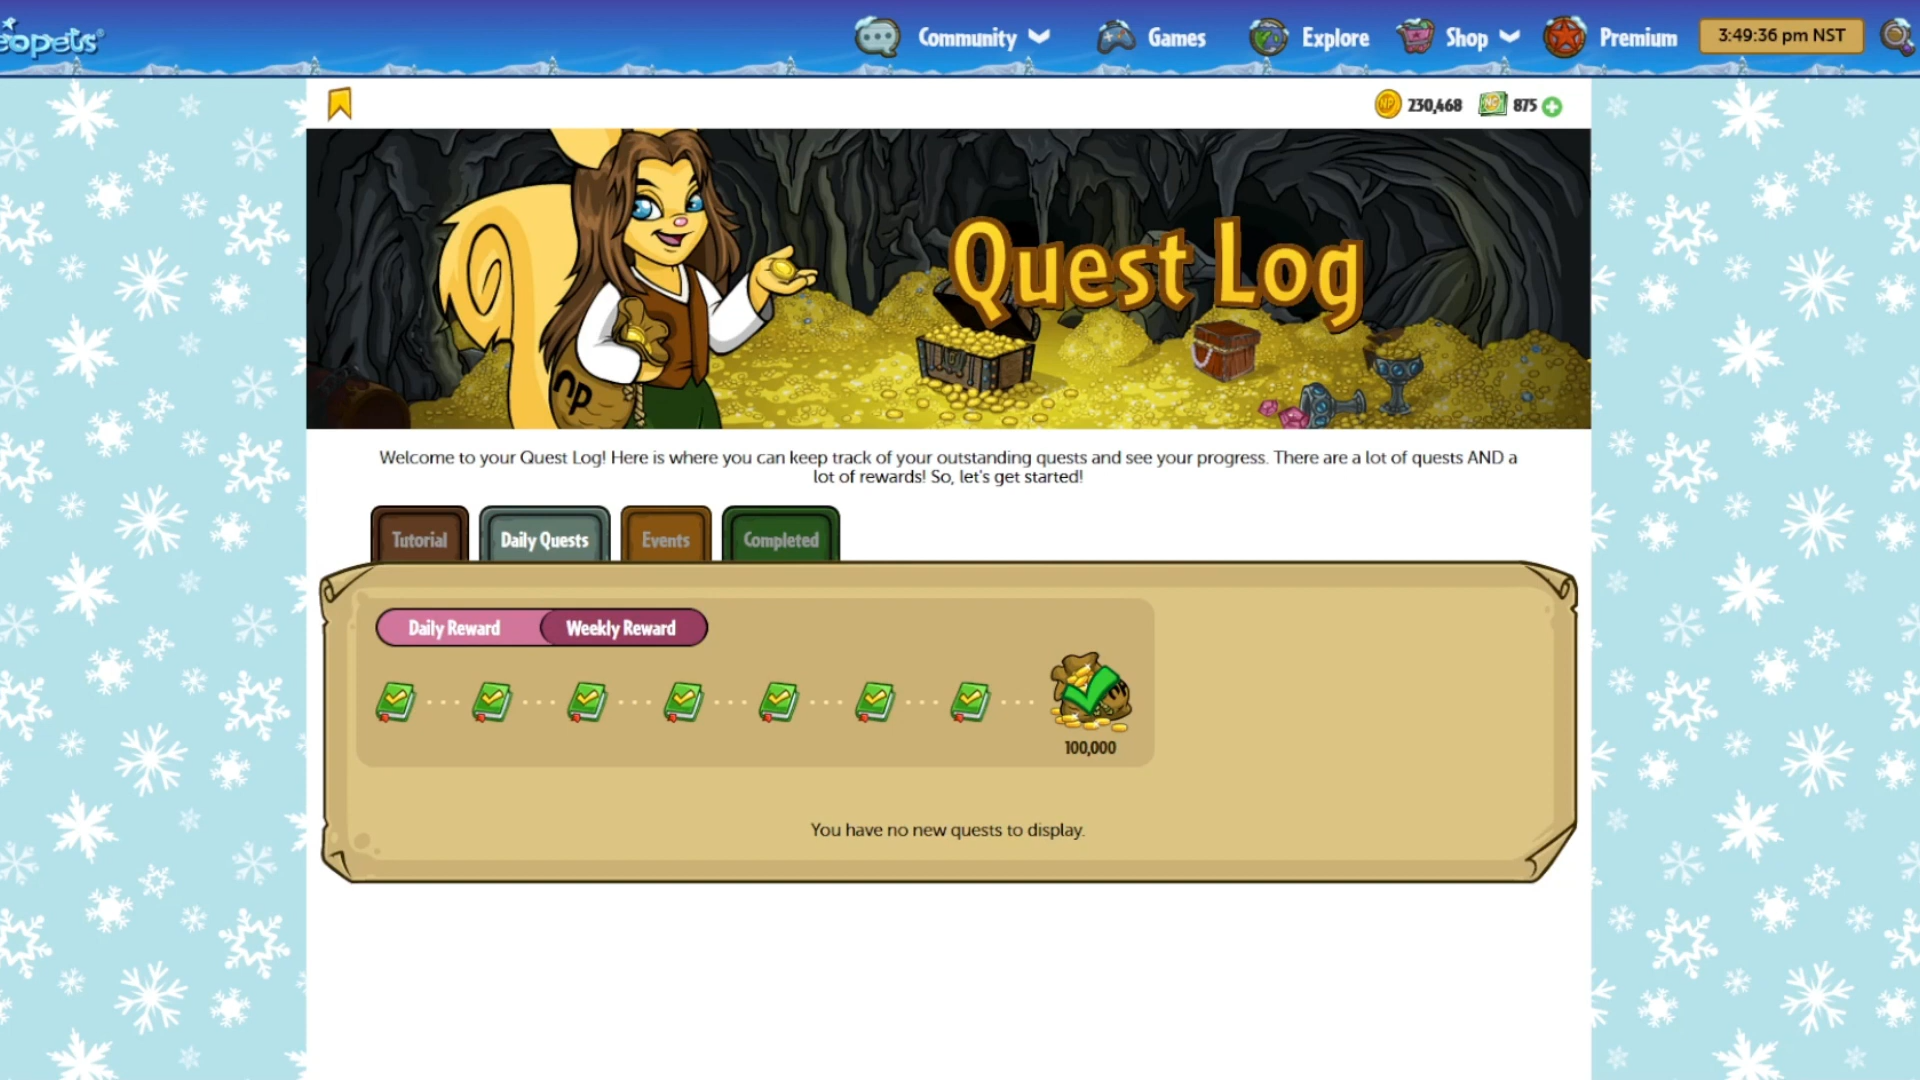 eopets
Community
Games
Explore
Shop
Premium
3:49:36 pm NST
NP
230,468
NC
875
Quest Log
np
Welcome to your Quest Log! Here is where you can keep track of your outstanding quests and see your progress. There are a lot of quests AND a
lot of rewards! So, let's get started!
Tutorial
Daily Quests
Events
Completed
Daily Reward
Weekly Reward
np
100,000
You have no new quests to display.